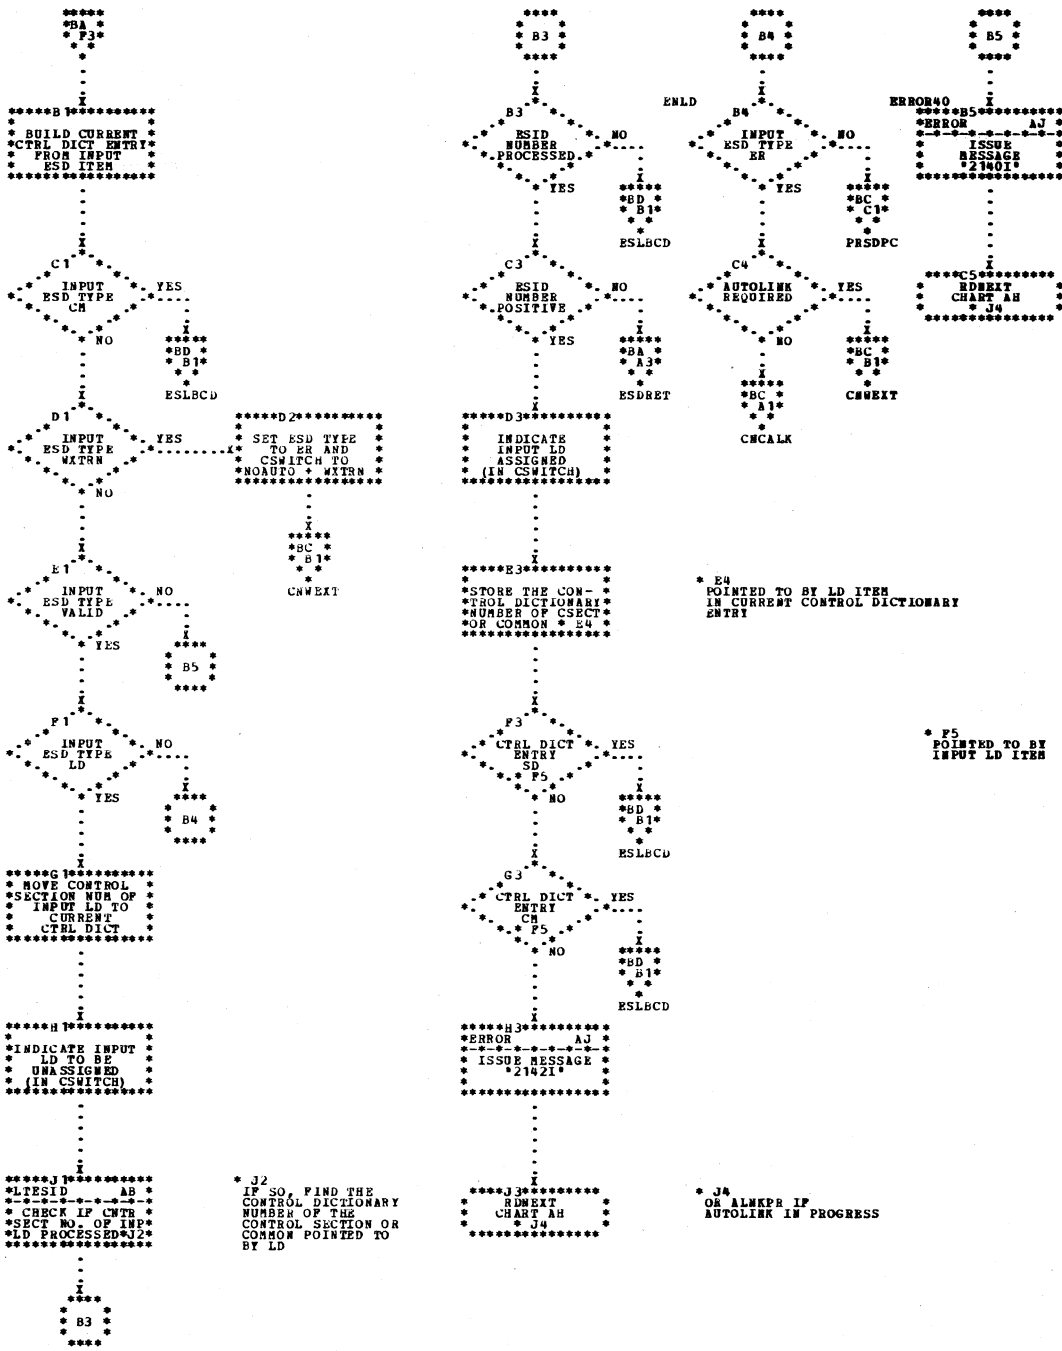 BA
F3
B1
BUILD CURRENT
CTRL DICT ENTRY
FROM INPUT
ESD ITEM
C1
INPUT
ESD TYPE
CM
YES
NO
BD
B1
ESLBCD
D1
INPUT
ESD TYPE
WXTRN
YES
NO
D2
SET ESD TYPE
TO ER AND
CSWITCH TO
NOAUTO + WXTRN
BC
B1
CNWEXT
E1
INPUT
ESD TYPE
VALID
NO
YES
B5
F1
INPUT
ESD TYPE
LD
NO
YES
B4
G1
MOVE CONTROL
SECTION NUM OF
INPUT LD TO
CURRENT
CTRL DICT
H1
INDICATE INPUT
LD TO BE
UNASSIGNED
(IN CSWITCH)
J1
LTESID AB
CHECK IF CNTR
SECT NO. OF INP
LD PROCESSED*J2*
B3
* J2
IF SO, FIND THE
CONTROL DICTIONARY
NUMBER OF THE
CONTROL SECTION OR
COMMON POINTED TO
BY LD
B3
B3
ESID
NUMBER
PROCESSED
NO
YES
BD
B1
ESLBCD
C3
ESID
NUMBER
POSITIVE
NO
YES
BA
A3
ESDRET
D3
INDICATE
INPUT LD
ASSIGNED
(IN CSWITCH)
E3
STORE THE CON-
TROL DICTIONARY
NUMBER OF CSECT
OR COMMON * E4
F3
CTRL DICT
ENTRY
SD
* F5
YES
NO
BD
B1
ESLBCD
G3
CTRL DICT
ENTRY
CM
* F5
YES
NO
BD
B1
ESLBCD
H3
ERROR AJ
ISSUE MESSAGE
'2142I'
J3
RDNEXT
CHART AH
* J4
B4
ENLD
B4
INPUT
ESD TYPE
ER
NO
YES
BC
C1
PRSDPC
C4
AUTOLINK
REQUIRED
YES
NO
BC
B1
CNWEXT
BC
A1
CNCALK
* E4
POINTED TO BY LD ITEM
IN CURRENT CONTROL DICTIONARY
ENTRY
* J4
OR ALNKPR IF
AUTOLINK IN PROGRESS
B5
ERROR40
B5
ERROR AJ
ISSUE
MESSAGE
'2140I'
C5
RDNEXT
CHART AH
* J4
* F5
POINTED TO BY
INPUT LD ITEM